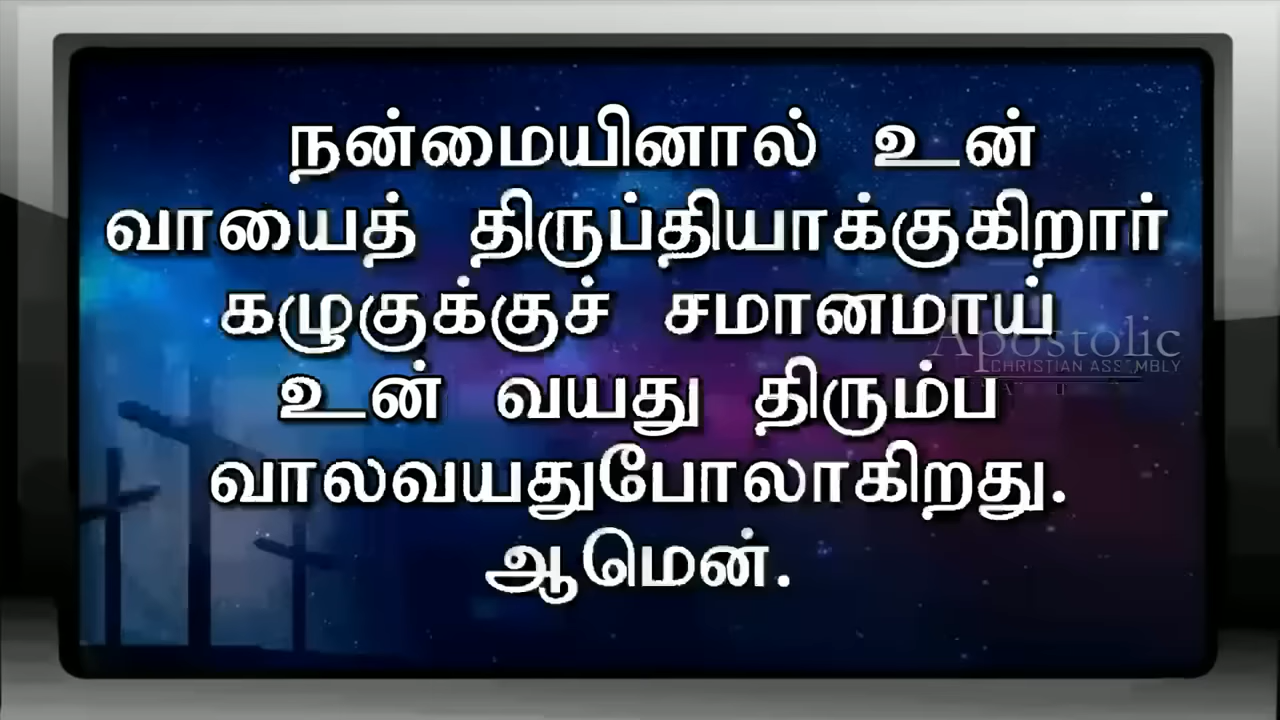 நன்மையினால் உன்
வாயைத் திருப்தியாக்குகிறார்
கழுகுக்குச் சமானமாய்
Apostolic
CHRISTIAN ASSEMBLY
உன் வயது திரும்ப
வாலவயதுபோலாகிறது.
ஆமென்.